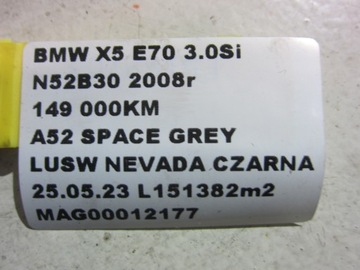 BMW X5 E70 3.0Si
N52B30 2008r
149 000KM
A52 SPACE GREY
LUSW NEVADA CZARNA
25.05.23 L151382m2
MAG00012177